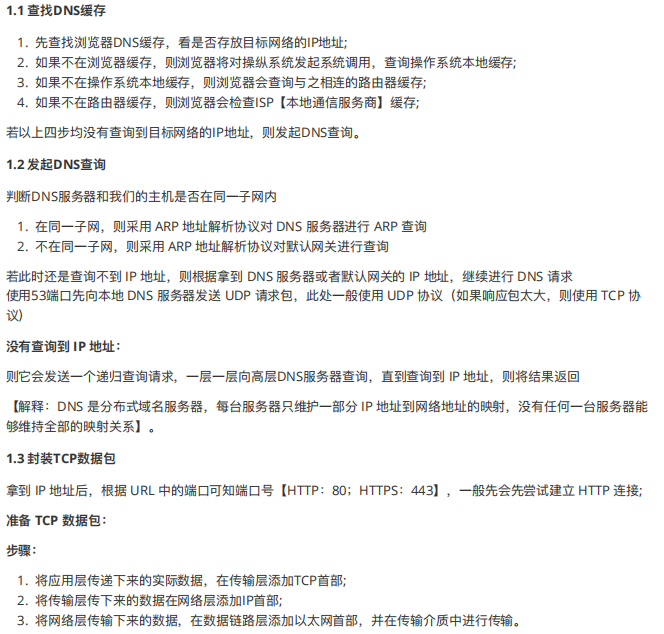 1.1 查找DNS缓存
1. 先查找浏览器DNS缓存，看是否存放目标网络的IP地址;
2. 如果不在浏览器缓存，则浏览器将对操纵系统发起系统调用，查询操作系统本地缓存;
3. 如果不在操作系统本地缓存，则浏览器会查询与之相连的路由器缓存;
4. 如果不在路由器缓存，则浏览器会检查ISP【本地通信服务商】缓存;
若以上四步均没有查询到目标网络的IP地址，则发起DNS查询。
1.2 发起DNS查询
判断DNS服务器和我们的主机是否在同一子网内
1. 在同一子网，则采用 ARP 地址解析协议对 DNS 服务器进行 ARP 查询
2. 不在同一子网，则采用 ARP 地址解析协议对默认网关进行查询
若此时还是查询不到 IP 地址，则根据拿到 DNS 服务器或者默认网关的 IP 地址，继续进行 DNS 请求
使用53端口先向本地 DNS 服务器发送 UDP 请求包，此处一般使用 UDP 协议（如果响应包太大，则使用 TCP 协
议)
没有查询到 IP 地址：
则它会发送一个递归查询请求，一层一层向高层DNS服务器查询，直到查询到 IP 地址，则将结果返回
【解释：DNS 是分布式域名服务器，每台服务器只维护一部分 IP 地址到网络地址的映射，没有任何一台服务器能
够维持全部的映射关系】。
1.3 封装TCP数据包
拿到 IP 地址后，根据 URL 中的端口可知端口号【HTTP：80；HTTPS：443】，一般先会先尝试建立 HTTP 连接;
准备 TCP 数据包：
步骤：
1. 将应用层传递下来的实际数据，在传输层添加TCP首部;
2. 将传输层传下来的数据在网络层添加IP首部;
3. 将网络层传输下来的数据，在数据链路层添加以太网首部，并在传输介质中进行传输。